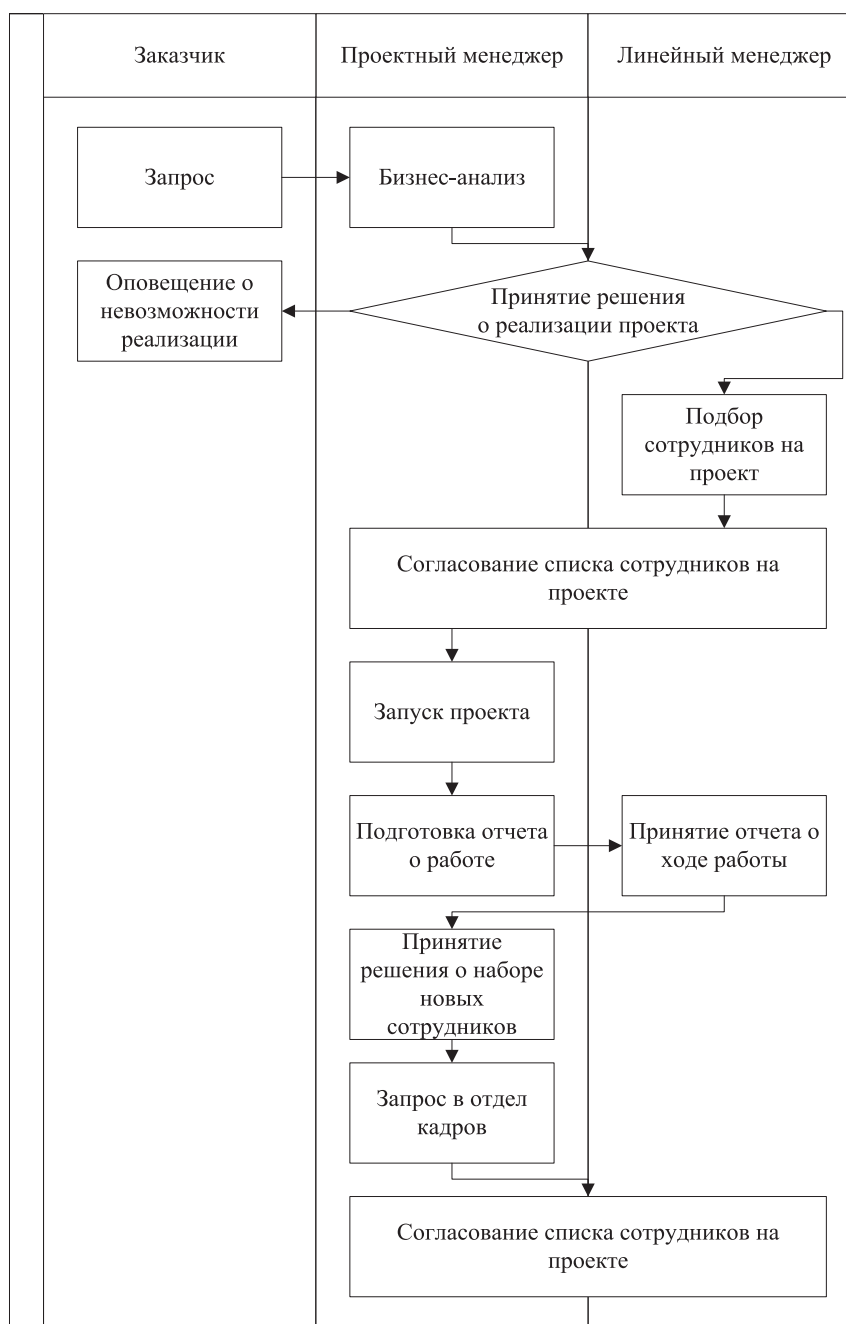 Заказчик
Проектный менеджер
Линейный менеджер
Запрос
Бизнес-анализ
Оповещение о
невозможности
реализации
Принятие решения
о реализации проекта
Подбор
сотрудников на
проект
Согласование списка сотрудников на
проекте
Запуск проекта
Подготовка отчета
о работе
Принятие отчета о
ходе работы
Принятие
решения о наборе
новых
сотрудников
Запрос в отдел
кадров
Согласование списка сотрудников на
проекте